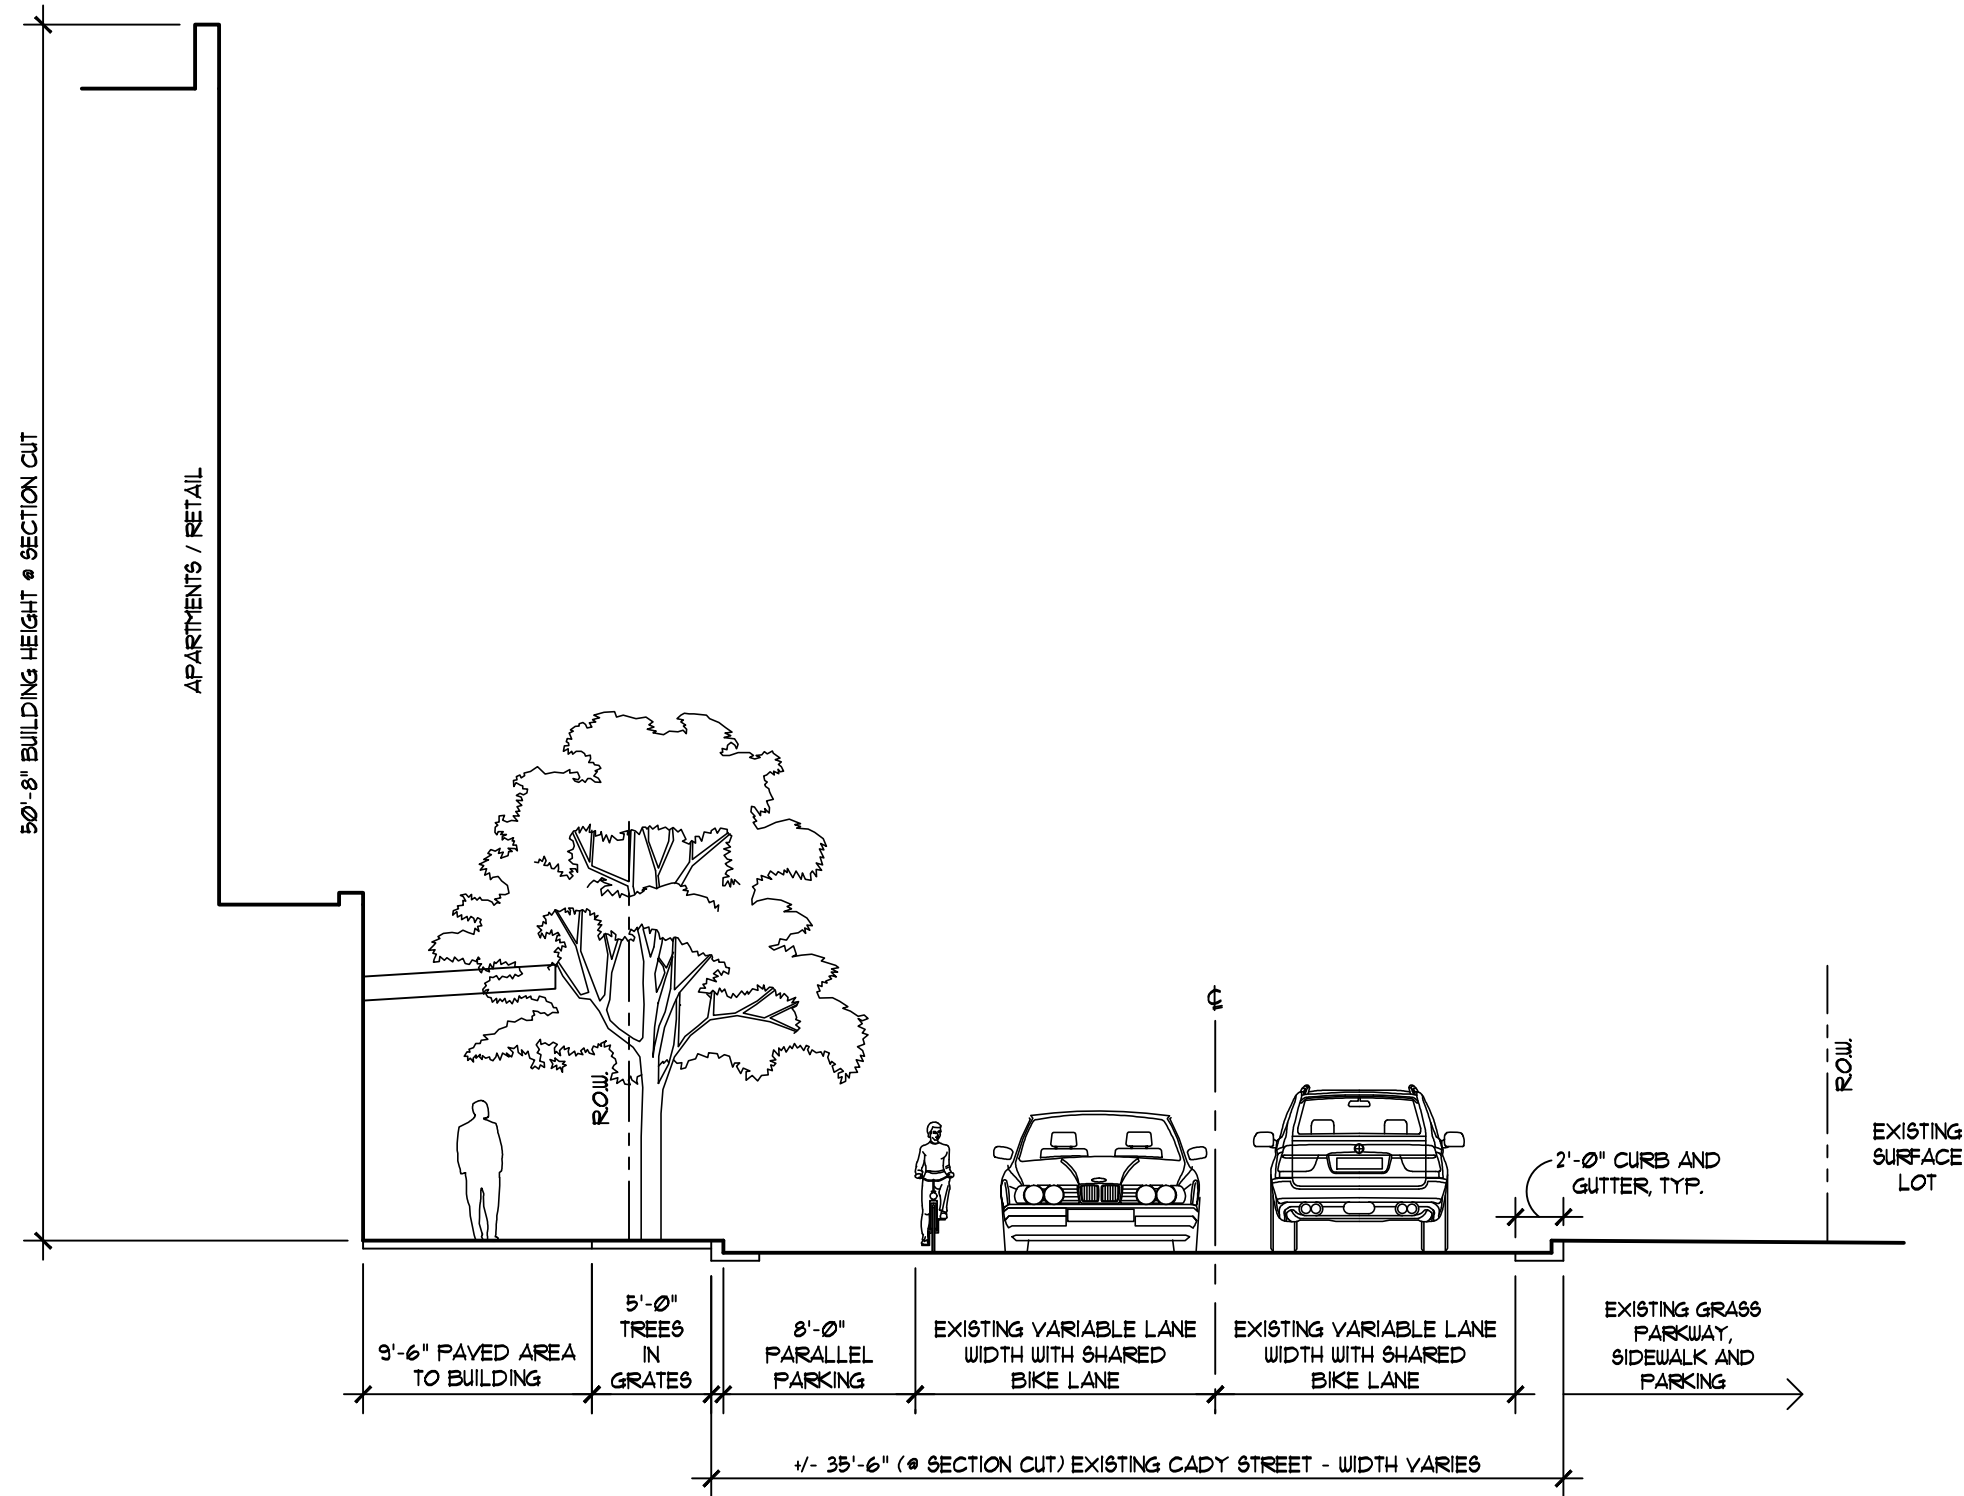 50'-8" BUILDING HEIGHT @ SECTION CUT
APARTMENTS / RETAIL
R.O.W.
℄
R.O.W.
EXISTING
SURFACE
LOT
2'-0" CURB AND
GUTTER, TYP.
9'-6" PAVED AREA
TO BUILDING
5'-0"
TREES
IN
GRATES
8'-0"
PARALLEL
PARKING
EXISTING VARIABLE LANE
WIDTH WITH SHARED
BIKE LANE
EXISTING VARIABLE LANE
WIDTH WITH SHARED
BIKE LANE
EXISTING GRASS
PARKWAY,
SIDEWALK AND
PARKING
+/- 35'-6" (@ SECTION CUT) EXISTING CADY STREET - WIDTH VARIES